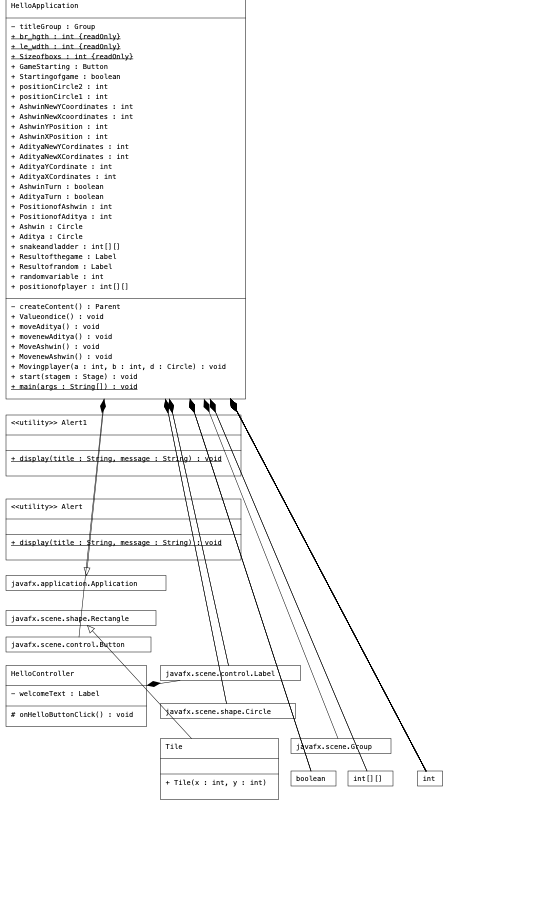 HelloApplication
− titleGroup : Group
+ br_hgth : int {readOnly}
+ le_wdth : int {readOnly}
+ Sizeofboxs : int {readOnly}
+ GameStarting : Button
+ Startingofgame : boolean
+ positionCircle2 : int
+ positionCircle1 : int
+ AshwinNewYCoordinates : int
+ AshwinNewXcoordinates : int
+ AshwinYPosition : int
+ AshwinXPosition : int
+ AdityaNewYCordinates : int
+ AdityaNewXCordinates : int
+ AdityaYCordinate : int
+ AdityaXCordinates : int
+ AshwinTurn : boolean
+ AdityaTurn : boolean
+ PositionofAshwin : int
+ PositionofAditya : int
+ Ashwin : Circle
+ Aditya : Circle
+ snakeandladder : int[][]
+ Resultofthegame : Label
+ Resultofrandom : Label
+ randomvariable : int
+ positionofplayer : int[][]
− createContent() : Parent
+ Valueondice() : void
+ moveAditya() : void
+ movenewAditya() : void
+ MoveAshwin() : void
+ MovenewAshwin() : void
+ Movingplayer(a : int, b : int, d : Circle) : void
+ start(stagem : Stage) : void
+ main(args : String[]) : void
<<utility>> Alert1
+ display(title : String, message : String) : void
<<utility>> Alert
+ display(title : String, message : String) : void
javafx.application.Application
javafx.scene.shape.Rectangle
javafx.scene.control.Button
HelloController
− welcomeText : Label
# onHelloButtonClick() : void
javafx.scene.control.Label
javafx.scene.shape.Circle
Tile
+ Tile(x : int, y : int)
javafx.scene.Group
boolean
int[][]
int